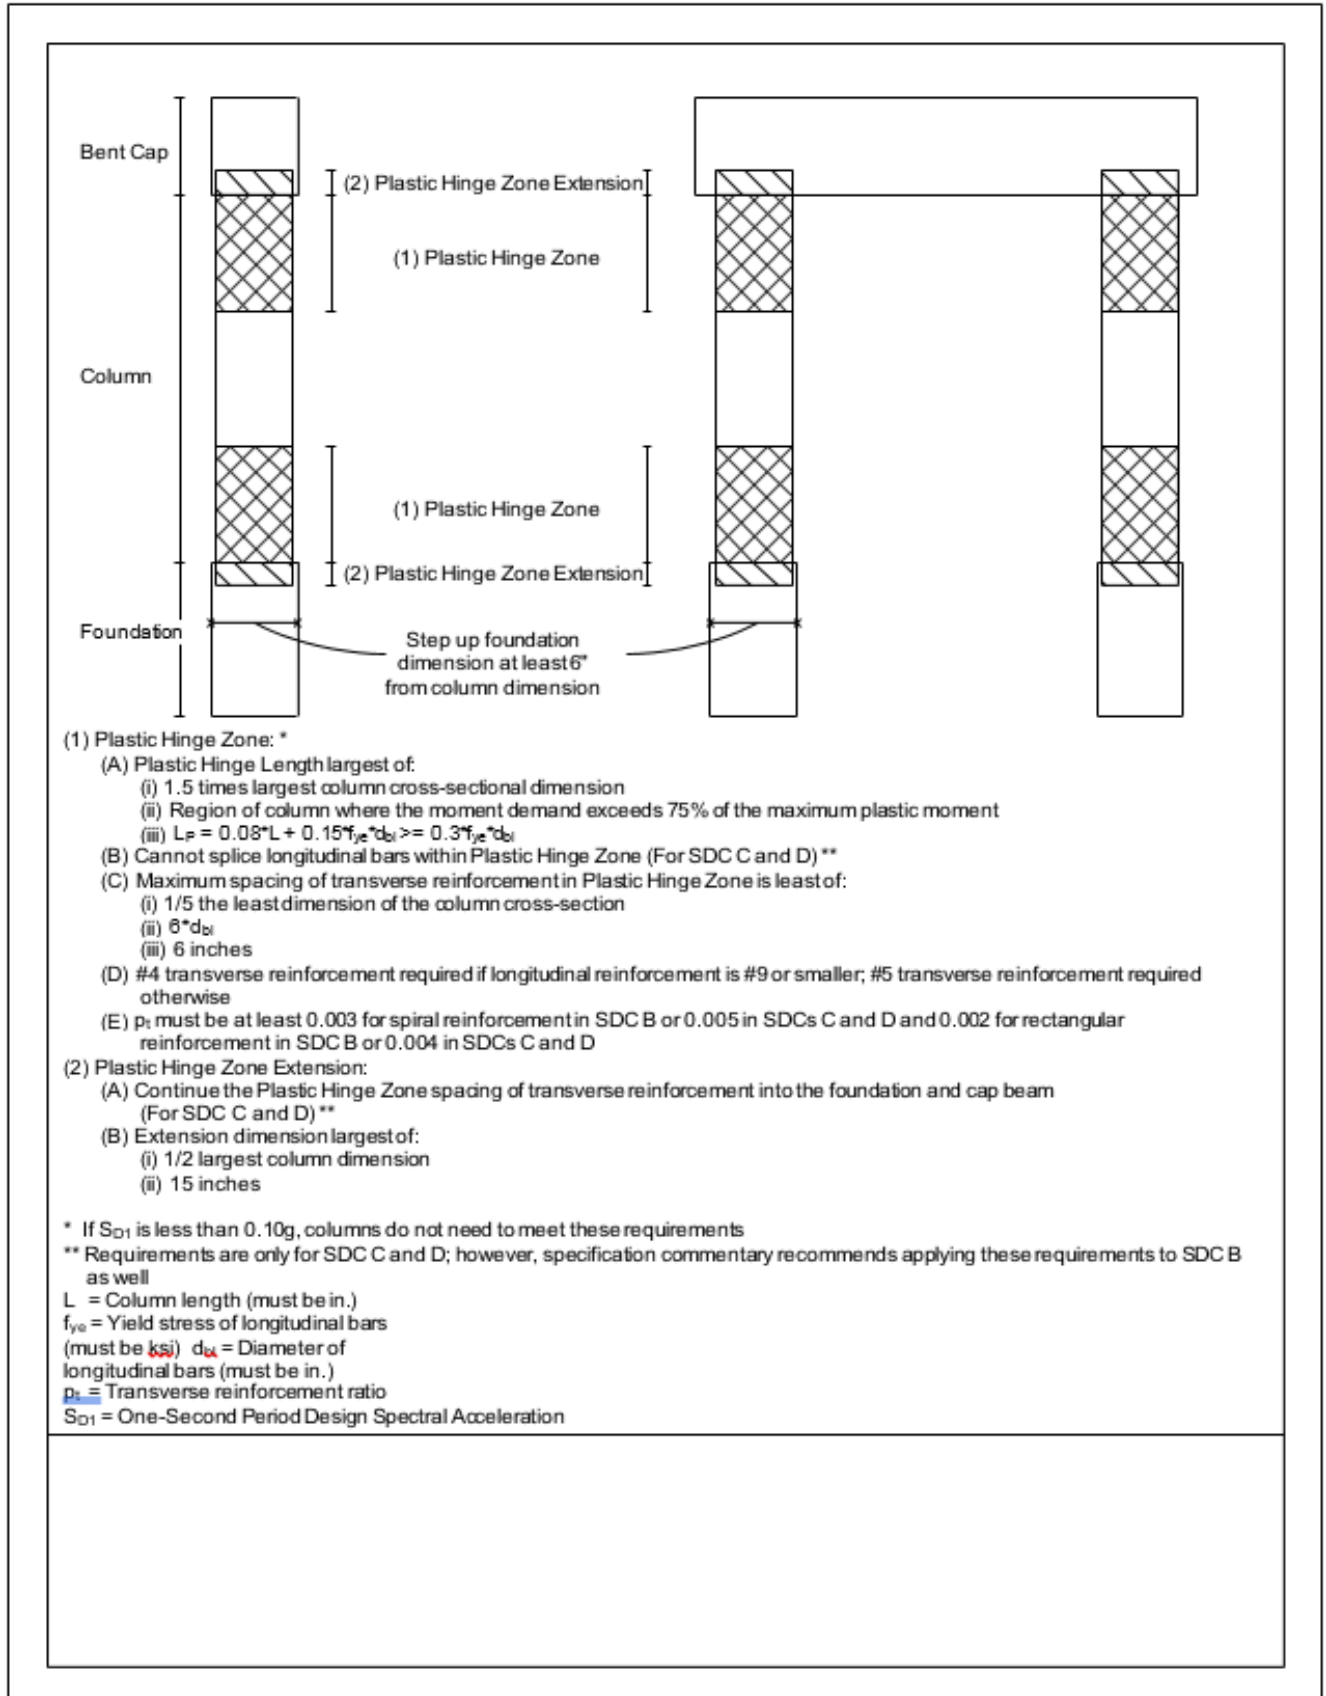 Bent Cap
(2) Plastic Hinge Zone Extension
(1) Plastic Hinge Zone
Column
(1) Plastic Hinge Zone
(2) Plastic Hinge Zone Extension
Foundation
Step up foundation
dimension at least 6"
from column dimension
(1) Plastic Hinge Zone: *
(A) Plastic Hinge Length largest of:
(i) 1.5 times largest column cross-sectional dimension
(ii) Region of column where the moment demand exceeds 75% of the maximum plastic moment
(iii) LP = 0.08*L + 0.15*fye*dbl >= 0.3*fye*dbl
(B) Cannot splice longitudinal bars within Plastic Hinge Zone (For SDC C and D) **
(C) Maximum spacing of transverse reinforcement in Plastic Hinge Zone is least of:
(i) 1/5 the least dimension of the column cross-section
(ii) 6*dbl
(iii) 6 inches
(D) #4 transverse reinforcement required if longitudinal reinforcement is #9 or smaller; #5 transverse reinforcement required
otherwise
(E) pt must be at least 0.003 for spiral reinforcement in SDC B or 0.005 in SDCs C and D and 0.002 for rectangular
reinforcement in SDC B or 0.004 in SDCs C and D
(2) Plastic Hinge Zone Extension:
(A) Continue the Plastic Hinge Zone spacing of transverse reinforcement into the foundation and cap beam
(For SDC C and D) **
(B) Extension dimension largest of:
(i) 1/2 largest column dimension
(ii) 15 inches
* If SD1 is less than 0.10g, columns do not need to meet these requirements
** Requirements are only for SDC C and D; however, specification commentary recommends applying these requirements to SDC B
as well
L = Column length (must be in.)
fye = Yield stress of longitudinal bars
(must be ksi) dbl = Diameter of
longitudinal bars (must be in.)
pt = Transverse reinforcement ratio
SD1 = One-Second Period Design Spectral Acceleration